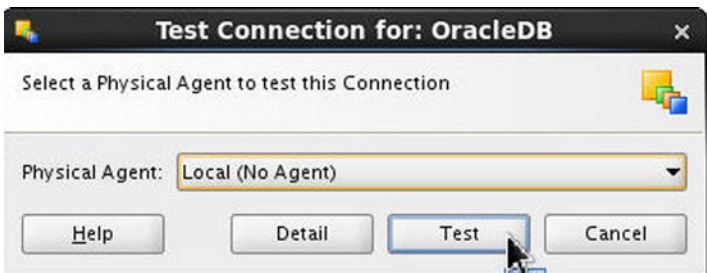 Test Connection for: OracleDB
Select a Physical Agent to test this Connection
Physical Agent: Local (No Agent)
Help Detail Test Cancel